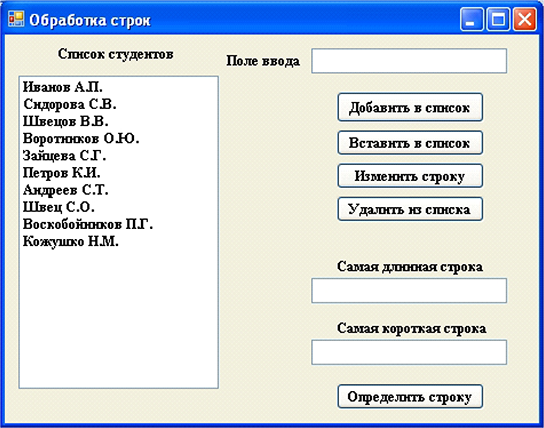 Обработка строк
Список студентов
Поле ввода
Иванов А.П.
Сидорова С.В.
Швецов В.В.
Воротников О.Ю.
Зайцева С.Г.
Петров К.И.
Андреев С.Т.
Швец С.О.
Воскобойников П.Г.
Кожушко Н.М.
Добавить в список
Вставить в список
Изменить строку
Удалить из списка
Самая длинная строка
Самая короткая строка
Определить строку